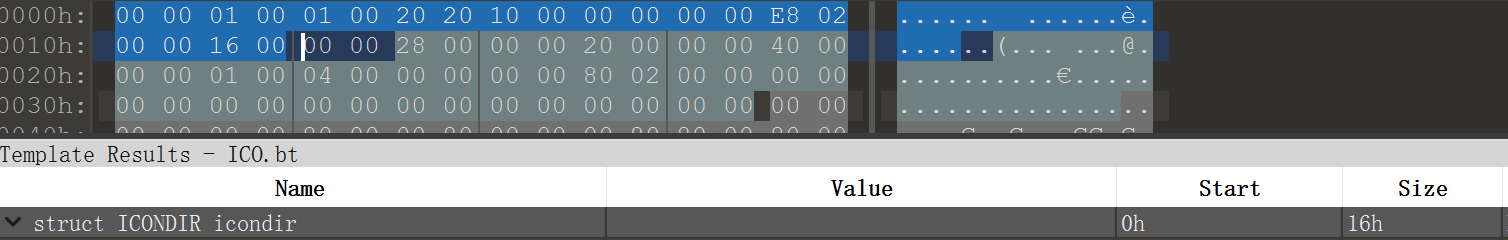 0000h: 00 00 01 00 01 00 20 20 10 00 00 00 00 00 E8 02 ...... ......è.
0010h: 00 00 16 00 00 00 28 00 00 00 20 00 00 00 40 00 ......(... ...@.
0020h: 00 00 01 00 04 00 00 00 00 00 80 02 00 00 00 00 ..........€.....
0030h: 00 00 00 00 00 00 00 00 00 00 00 00 00 00 00 00 ................
Template Results - ICO.bt
Name Value Start Size
struct ICONDIR icondir 0h 16h